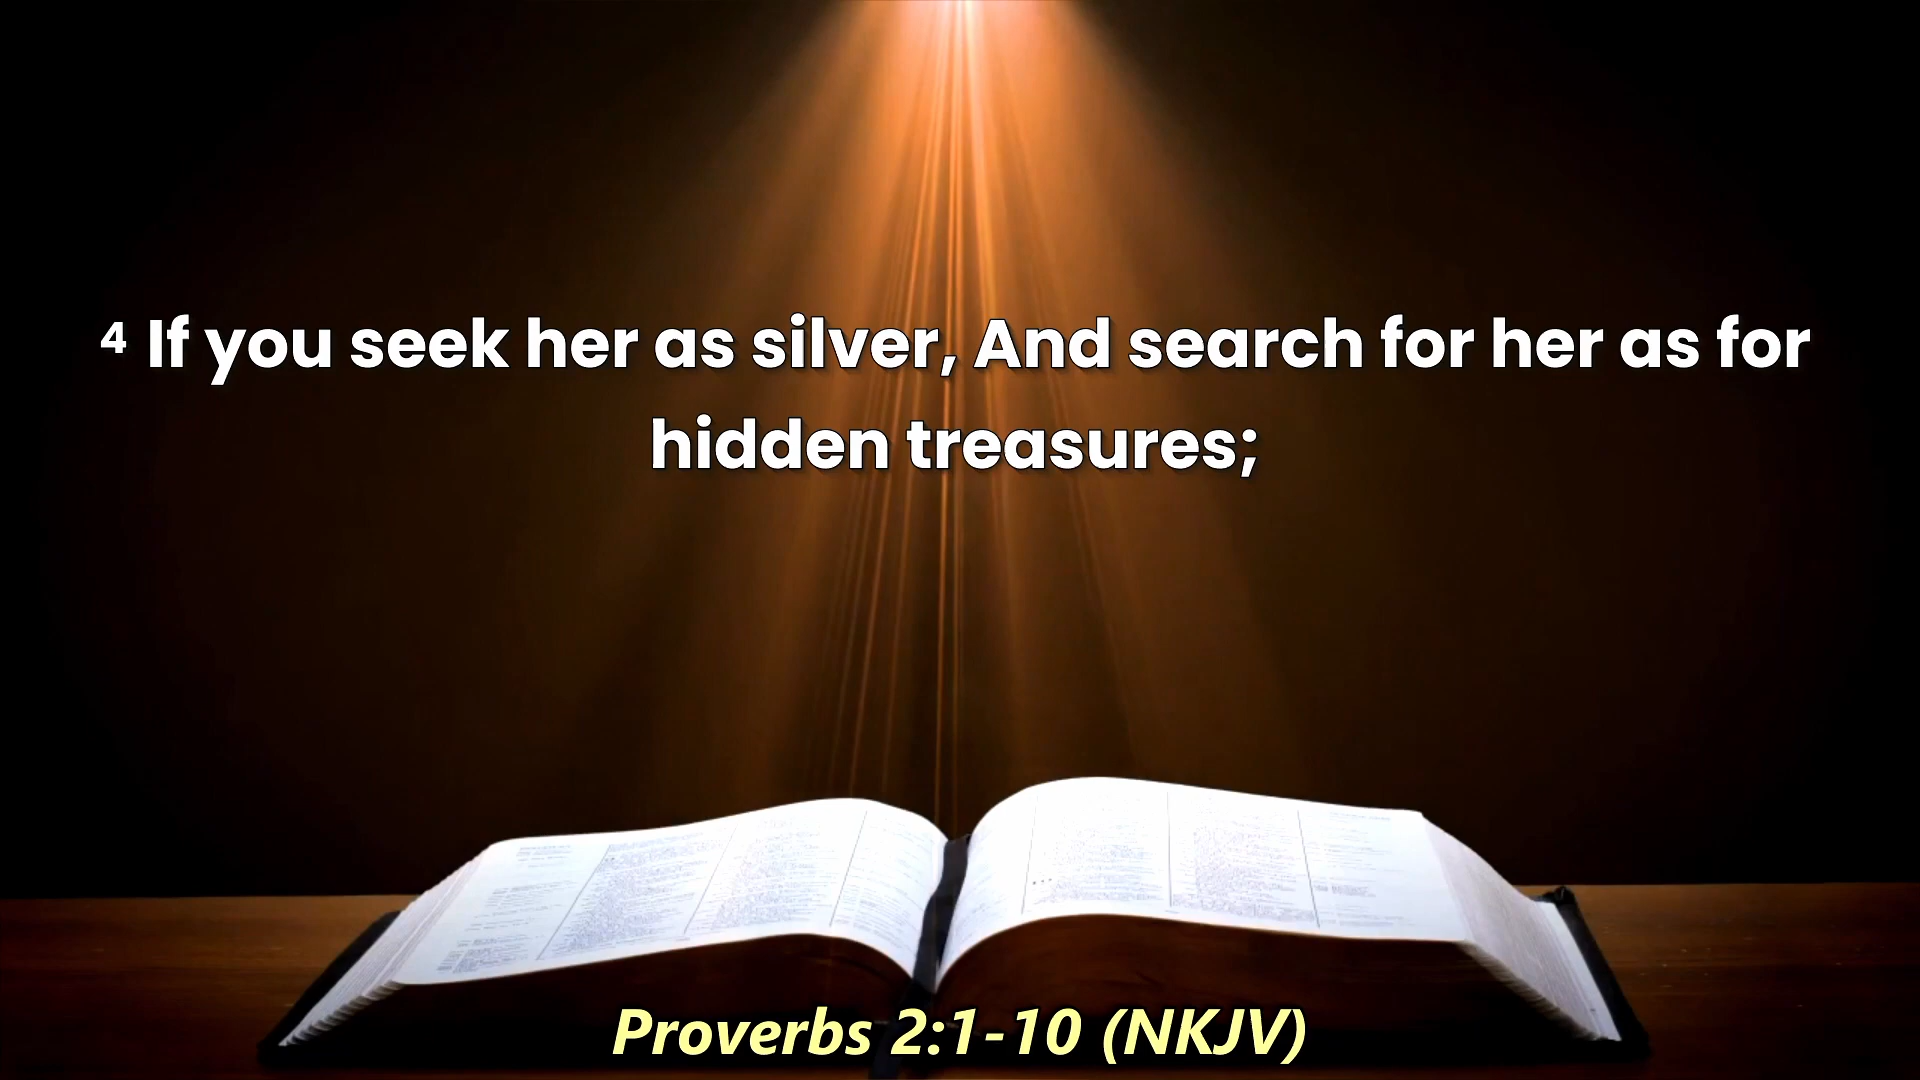 ⁴ If you seek her as silver, And search for her as for
hidden treasures;
Proverbs 2:1-10 (NKJV)